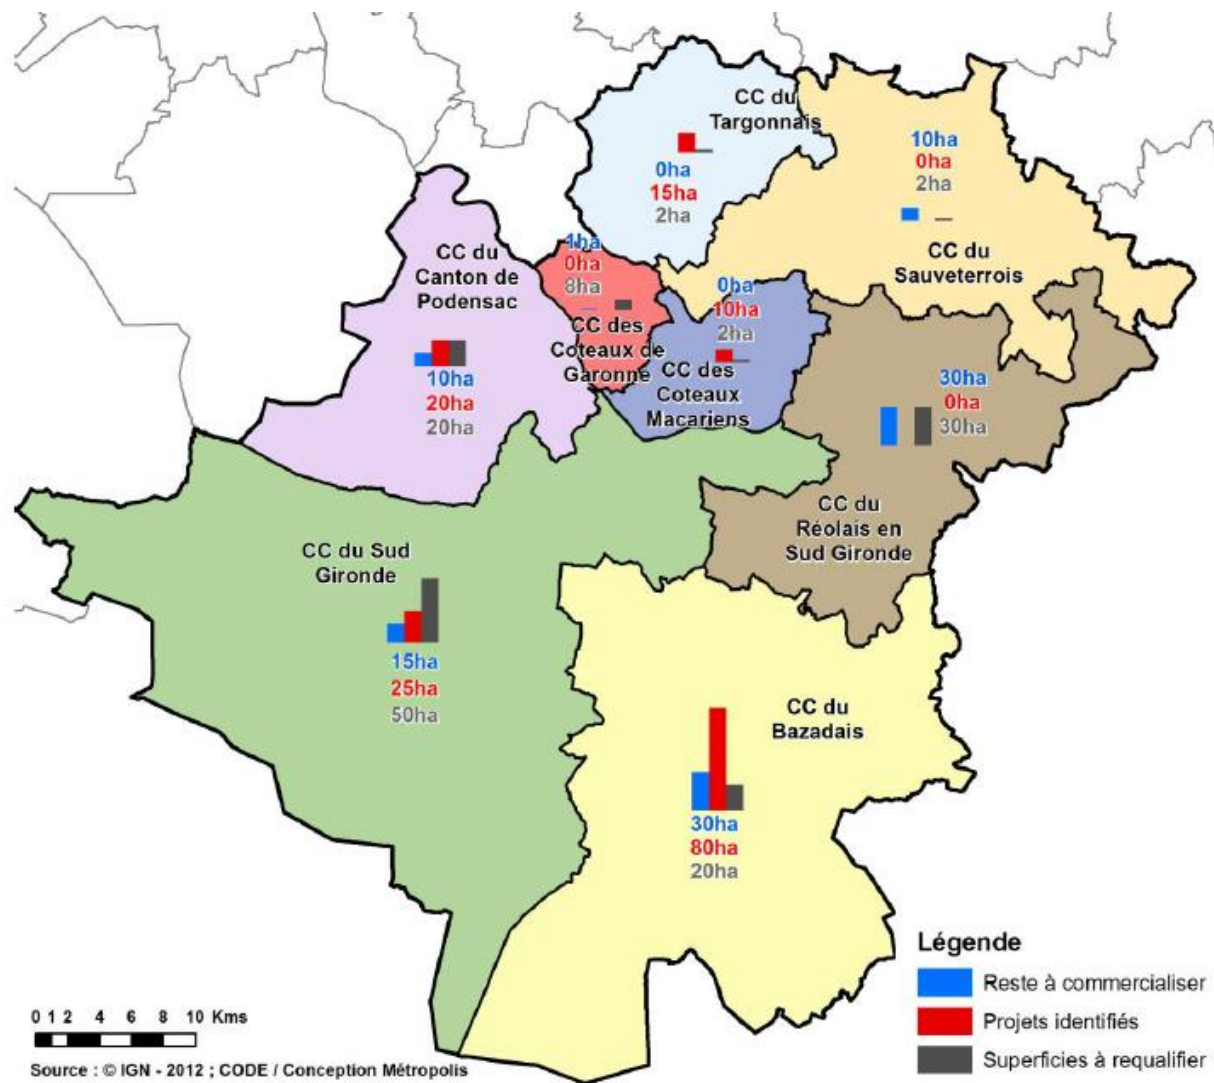 CC du
Targonnais
0ha
15ha
2ha
10ha
0ha
2ha
CC du
Sauveterrois
CC du
Canton de
Podensac
10ha
20ha
20ha
1ha
0ha
8ha
CC des
Coteaux de
Garonne
0ha
10ha
2ha
CC des
Coteaux
Macariens
30ha
0ha
30ha
CC du
Réolais en
Sud Gironde
CC du Sud
Gironde
15ha
25ha
50ha
CC du
Bazadais
30ha
80ha
20ha
Légende
Reste à commercialiser
Projets identifiés
Superficies à requalifier
0 1 2 4 6 8 10 Kms
Source : © IGN - 2012 ; CODE / Conception Métropolis